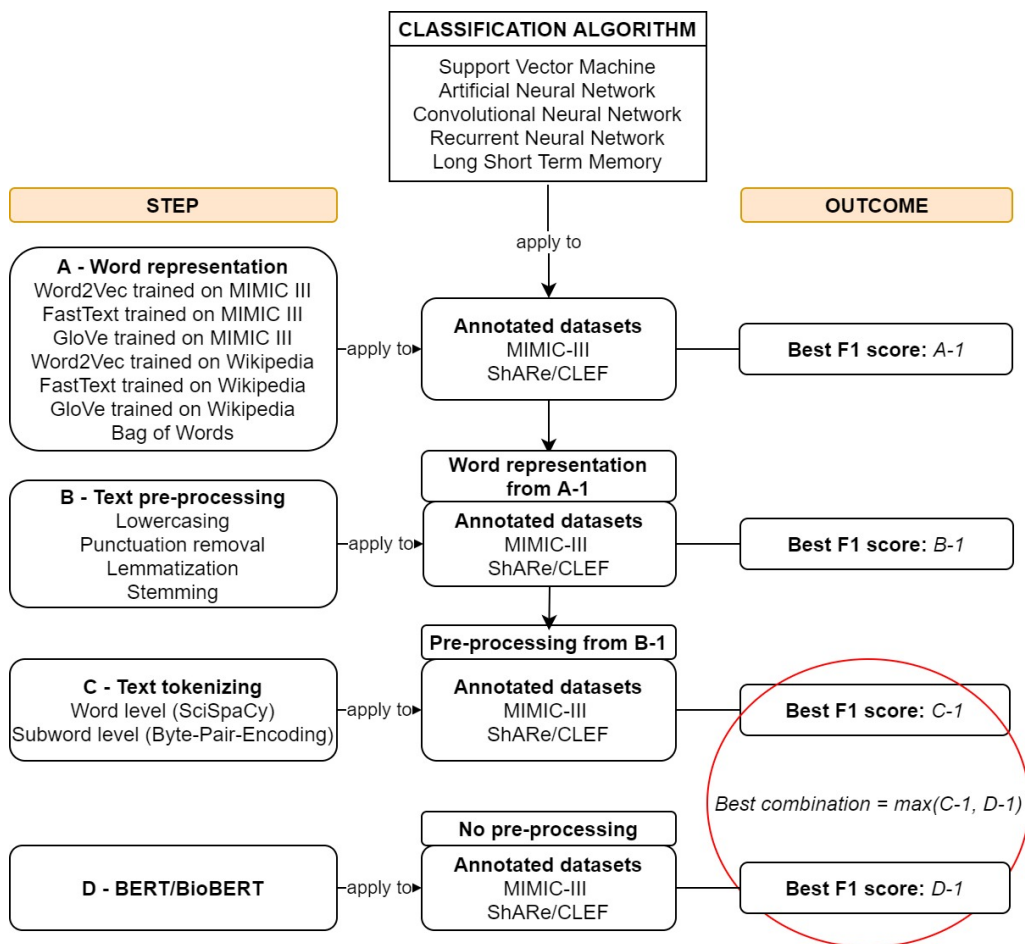 CLASSIFICATION ALGORITHM
Support Vector Machine
Artificial Neural Network
Convolutional Neural Network
Recurrent Neural Network
Long Short Term Memory
STEP
OUTCOME
apply to
A - Word representation
Word2Vec trained on MIMIC III
FastText trained on MIMIC III
GloVe trained on MIMIC III
Word2Vec trained on Wikipedia
FastText trained on Wikipedia
GloVe trained on Wikipedia
Bag of Words
apply to
Annotated datasets
MIMIC-III
ShARe/CLEF
Best F1 score: A-1
Word representation
from A-1
B - Text pre-processing
Lowercasing
Punctuation removal
Lemmatization
Stemming
apply to
Annotated datasets
MIMIC-III
ShARe/CLEF
Best F1 score: B-1
Pre-processing from B-1
C - Text tokenizing
Word level (SciSpaCy)
Subword level (Byte-Pair-Encoding)
apply to
Annotated datasets
MIMIC-III
ShARe/CLEF
Best F1 score: C-1
Best combination = max(C-1, D-1)
No pre-processing
D - BERT/BioBERT
apply to
Annotated datasets
MIMIC-III
ShARe/CLEF
Best F1 score: D-1